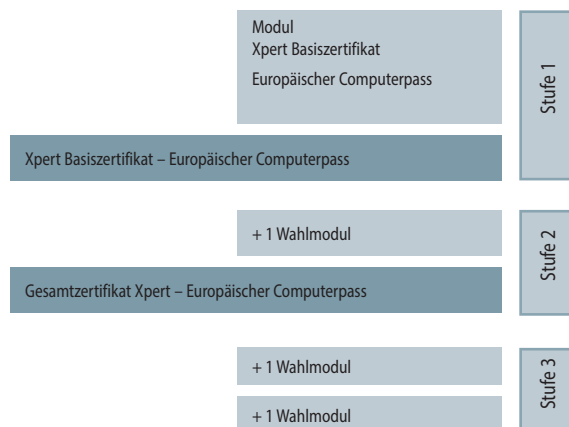 Modul
Xpert Basiszertifikat
Europäischer Computerpass
Stufe 1
Xpert Basiszertifikat – Europäischer Computerpass
+ 1 Wahlmodul
Stufe 2
Gesamtzertifikat Xpert – Europäischer Computerpass
+ 1 Wahlmodul
Stufe 3
+ 1 Wahlmodul